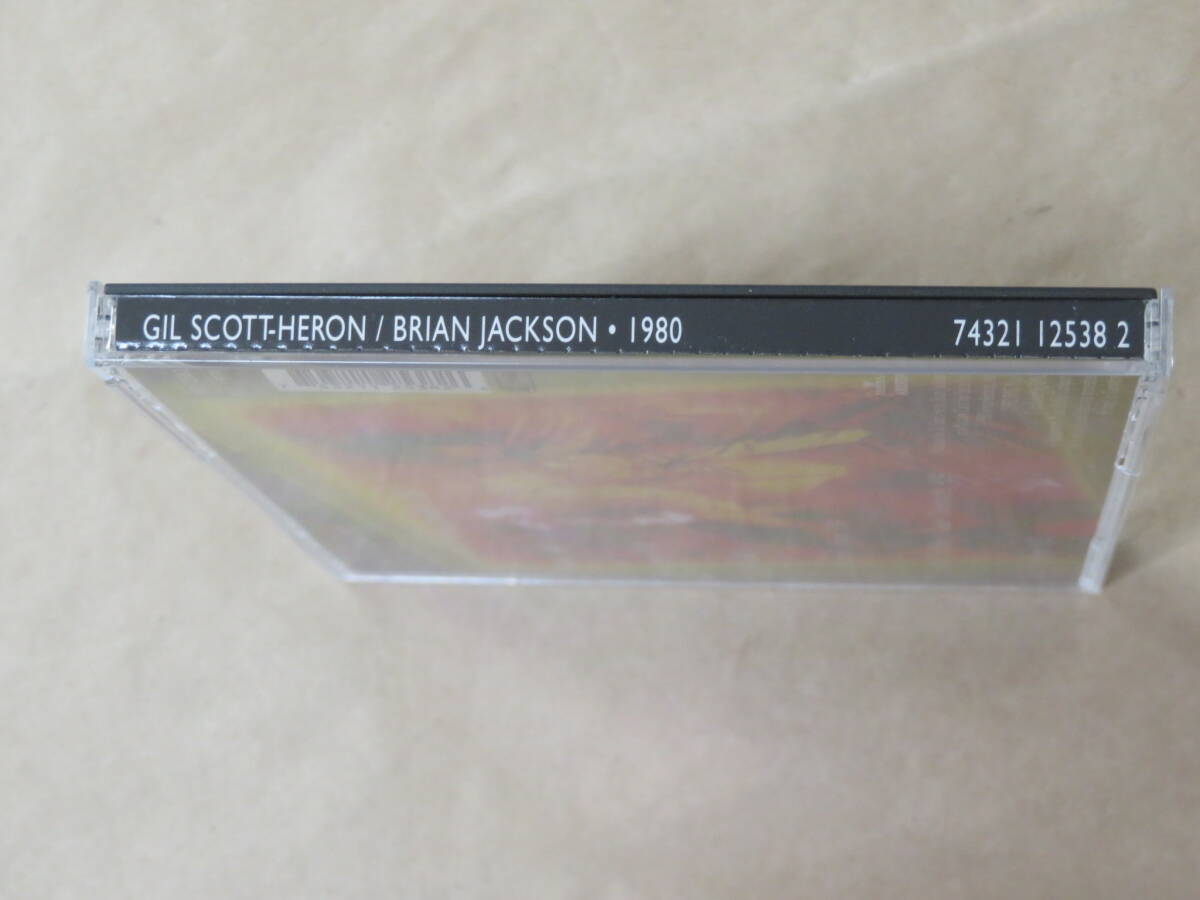 GIL SCOTT-HERON / BRIAN JACKSON • 1980
74321 12538 2